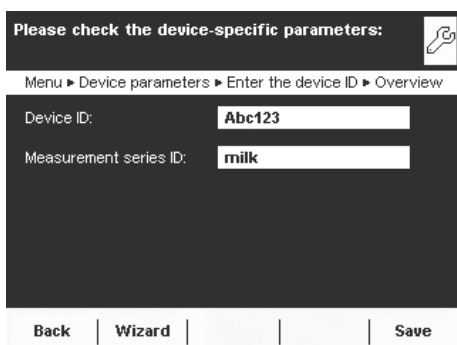 Please check the device-specific parameters:
Menu ▸ Device parameters ▸ Enter the device ID ▸ Overview
Device ID: Abc123
Measurement series ID: milk
Back Wizard Save